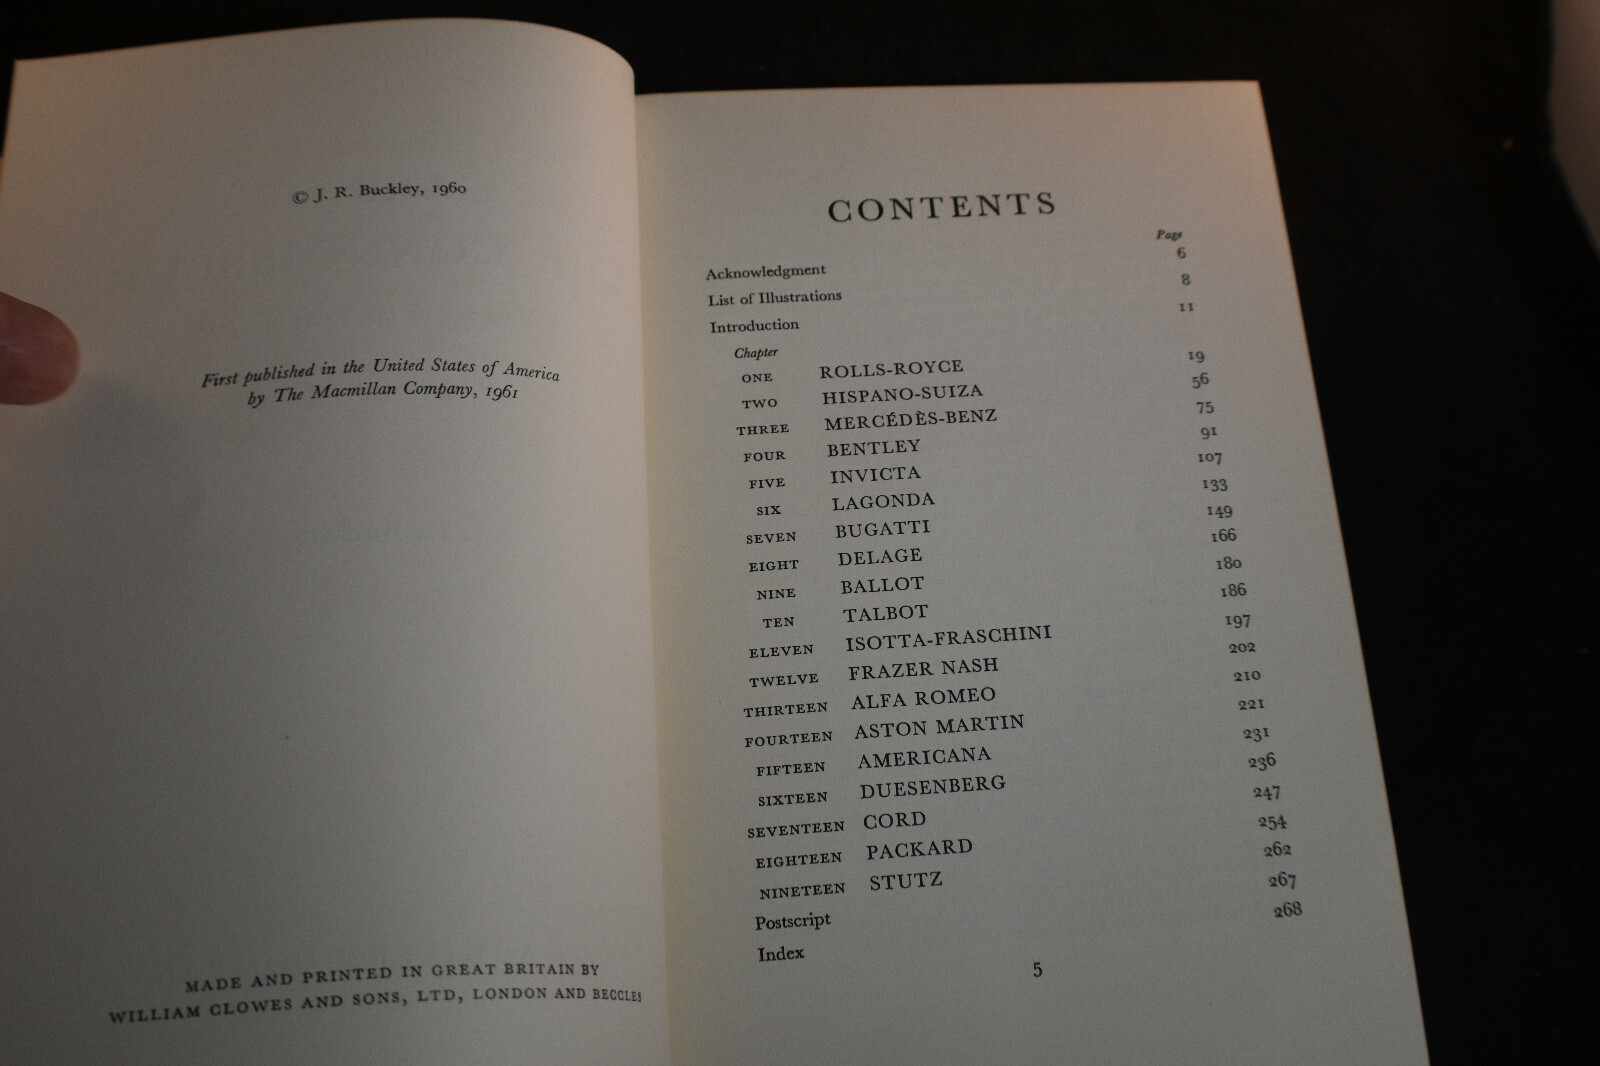 © J. R. Buckley, 1960
First published in the United States of America
by The Macmillan Company, 1961
MADE AND PRINTED IN GREAT BRITAIN BY
WILLIAM CLOWES AND SONS, LTD, LONDON AND BECCLES
CONTENTS
Page
Acknowledgment 6
List of Illustrations 8
Introduction 11
Chapter
ONE ROLLS-ROYCE 19
TWO HISPANO-SUIZA 56
THREE MERCÉDÈS-BENZ 75
FOUR BENTLEY 91
FIVE INVICTA 107
SIX LAGONDA 133
SEVEN BUGATTI 149
EIGHT DELAGE 166
NINE BALLOT 180
TEN TALBOT 186
ELEVEN ISOTTA-FRASCHINI 197
TWELVE FRAZER NASH 202
THIRTEEN ALFA ROMEO 210
FOURTEEN ASTON MARTIN 221
FIFTEEN AMERICANA 231
SIXTEEN DUESENBERG 236
SEVENTEEN CORD 247
EIGHTEEN PACKARD 254
NINETEEN STUTZ 262
Postscript 267
Index 268
5